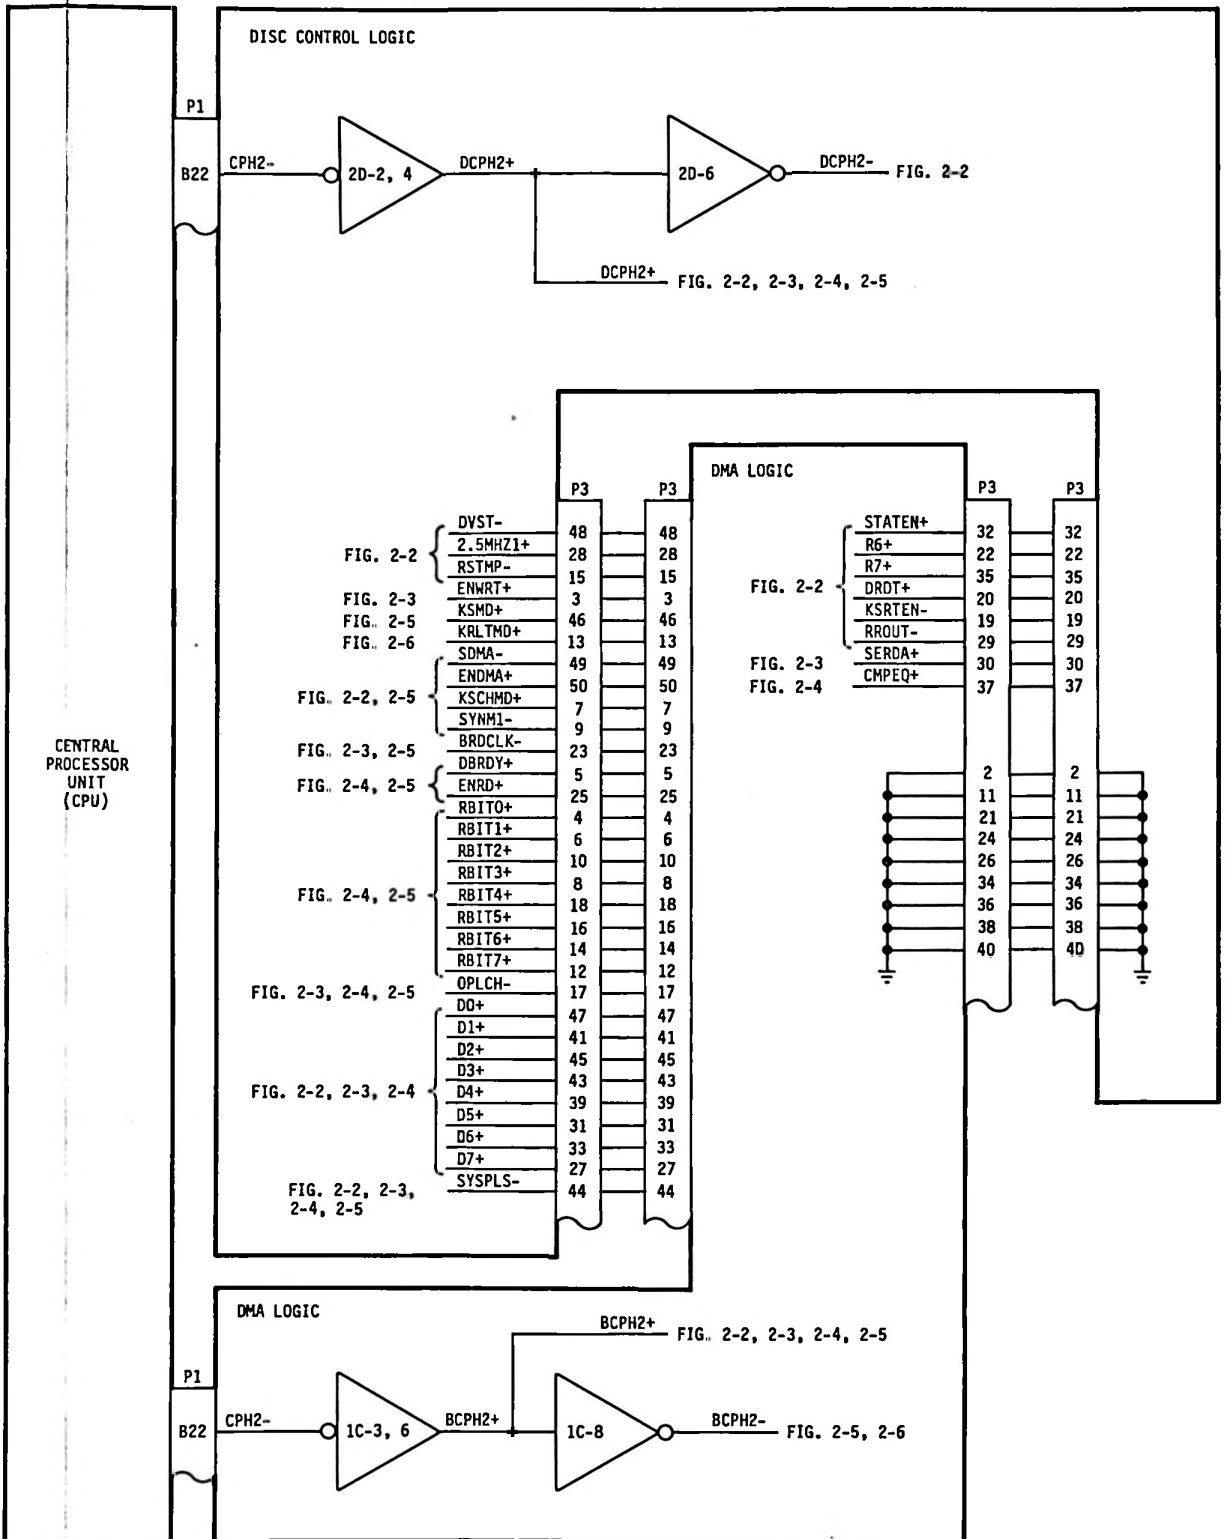 DISC CONTROL LOGIC
P1
B22
CPH2-
2D-2, 4
DCPH2+
2D-6
DCPH2-
FIG. 2-2
DCPH2+
FIG. 2-2, 2-3, 2-4, 2-5
DMA LOGIC
P3
P3
P3
P3
FIG. 2-2
DVST-
48
48
2.5MHZ1+
28
28
RSTMP-
15
15
FIG. 2-3
ENWRT+
3
3
FIG. 2-5
KSMD+
46
46
FIG. 2-6
KRLTMD+
13
13
FIG. 2-2, 2-5
SDMA-
49
49
ENDMA+
50
50
KSCHMD+
7
7
SYNM1-
9
9
FIG. 2-3, 2-5
BRDCLK-
23
23
FIG. 2-4, 2-5
DBRDY+
5
5
ENRD+
25
25
FIG. 2-4, 2-5
RBIT0+
4
4
RBIT1+
6
6
RBIT2+
10
10
RBIT3+
8
8
RBIT4+
18
18
RBIT5+
16
16
RBIT6+
14
14
RBIT7+
12
12
FIG. 2-3, 2-4, 2-5
OPLCH-
17
17
FIG. 2-2, 2-3, 2-4
D0+
47
47
D1+
41
41
D2+
45
45
D3+
43
43
D4+
39
39
D5+
31
31
D6+
33
33
D7+
27
27
FIG. 2-2, 2-3,
2-4, 2-5
SYSPLS-
44
44
FIG. 2-2
STATEN+
32
32
R6+
22
22
R7+
35
35
DRDT+
20
20
KSRTEN-
19
19
RROUT-
29
29
FIG. 2-3
SERDA+
30
30
FIG. 2-4
CMPEQ+
37
37
2
2
11
11
21
21
24
24
26
26
34
34
36
36
38
38
40
40
CENTRAL
PROCESSOR
UNIT
(CPU)
DMA LOGIC
P1
B22
CPH2-
1C-3, 6
BCPH2+
BCPH2+
FIG. 2-2, 2-3, 2-4, 2-5
1C-8
BCPH2-
FIG. 2-5, 2-6